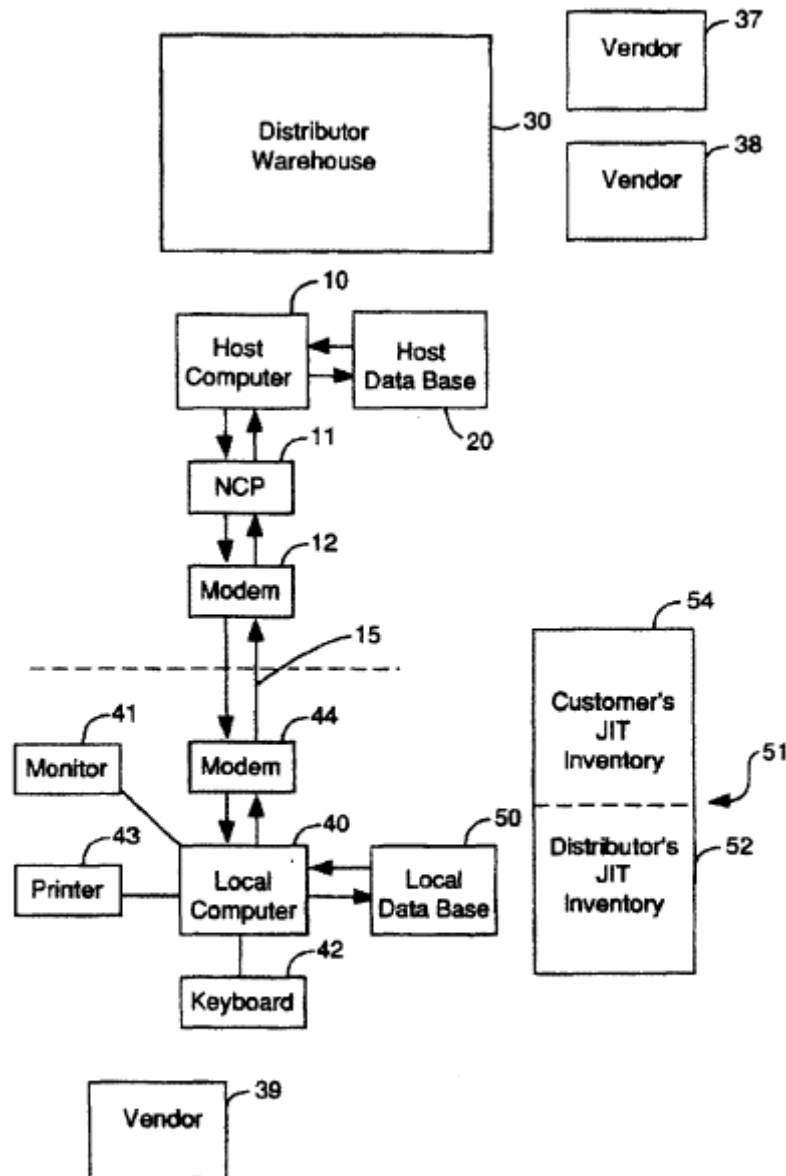 Vendor
37
Distributor
Warehouse
30
Vendor
38
10
Host
Computer
Host
Data Base
20
11
NCP
12
Modem
15
54
Customer's
JIT
Inventory
51
41
Monitor
44
Modem
43
Printer
40
Local
Computer
50
Local
Data Base
Distributor's
JIT
Inventory
52
42
Keyboard
39
Vendor